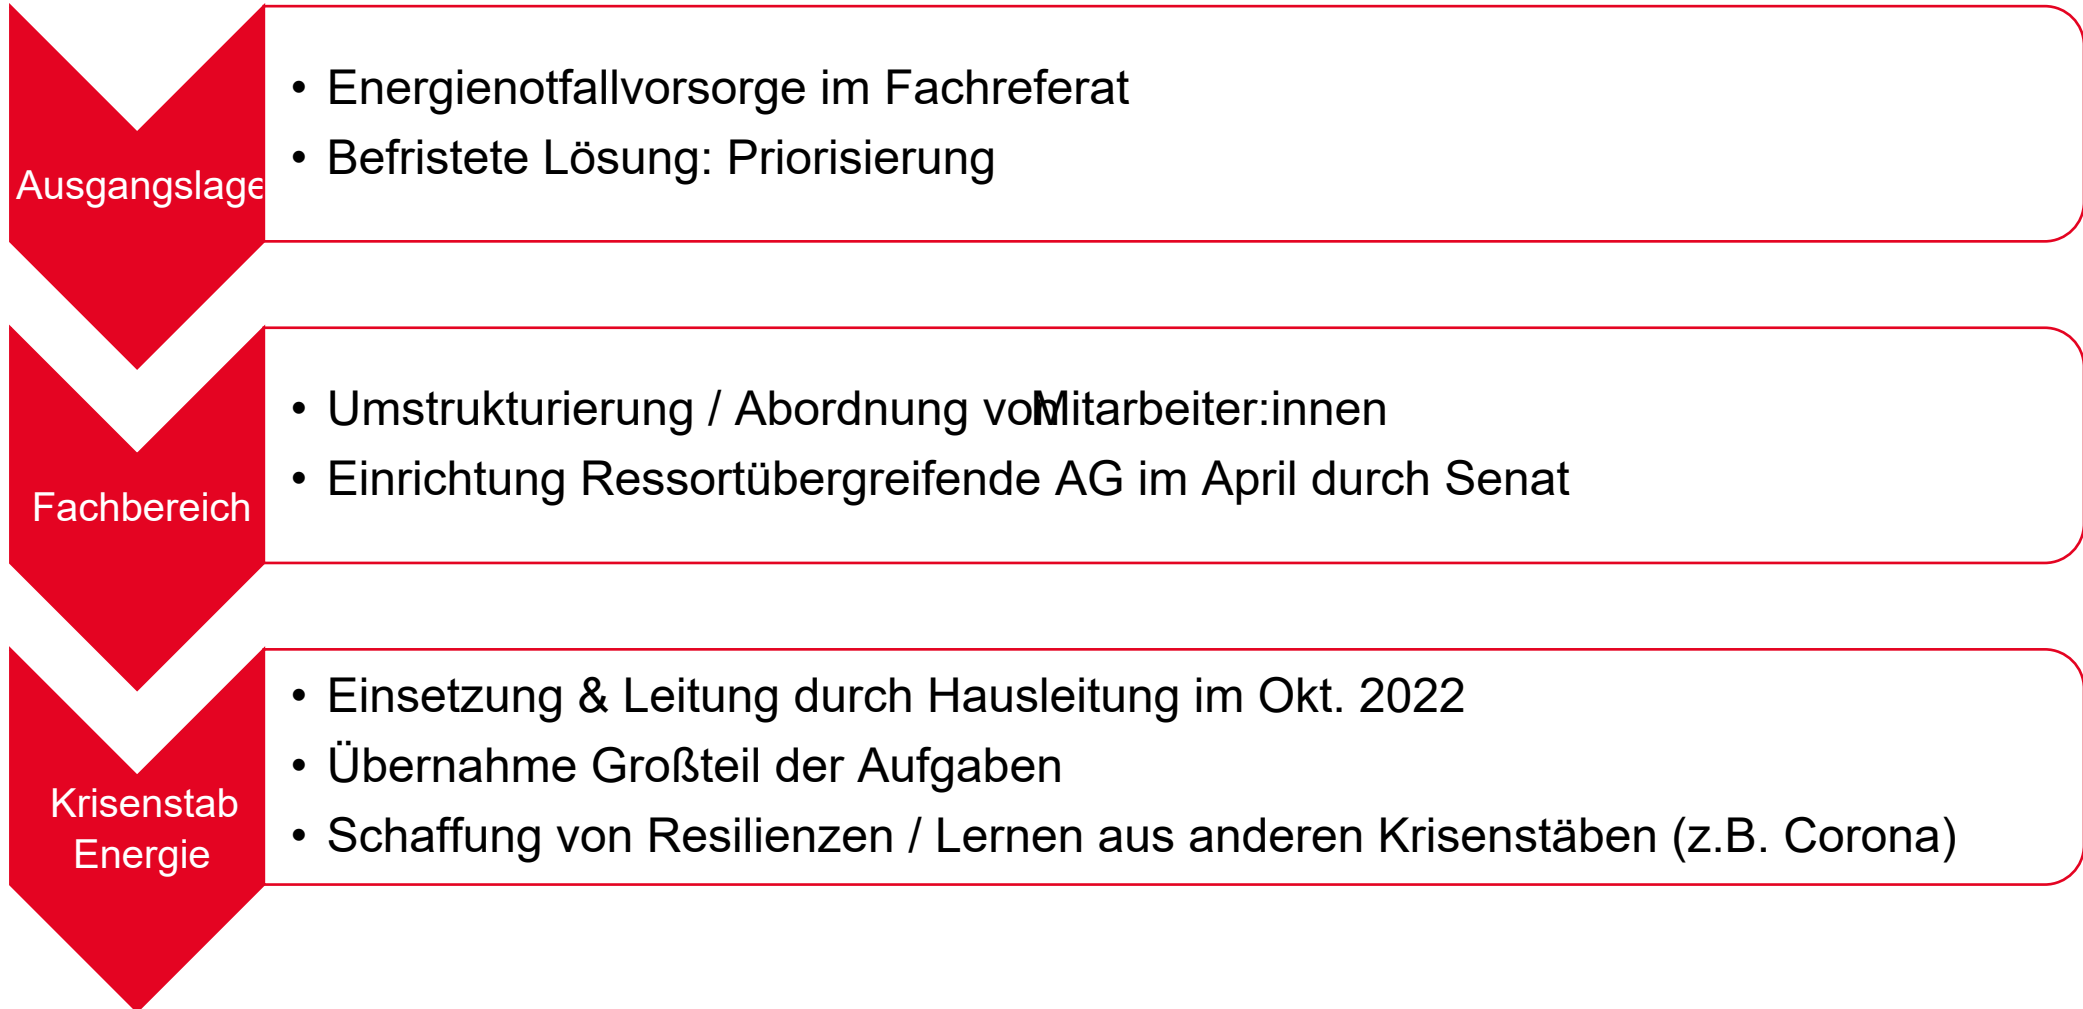 Ausgangslage
• Energienotfallvorsorge im Fachreferat
• Befristete Lösung: Priorisierung
Fachbereich
• Umstrukturierung / Abordnung von Mitarbeiter:innen
• Einrichtung Ressortübergreifende AG im April durch Senat
Krisenstab
Energie
• Einsetzung & Leitung durch Hausleitung im Okt. 2022
• Übernahme Großteil der Aufgaben
• Schaffung von Resilienzen / Lernen aus anderen Krisenstäben (z.B. Corona)